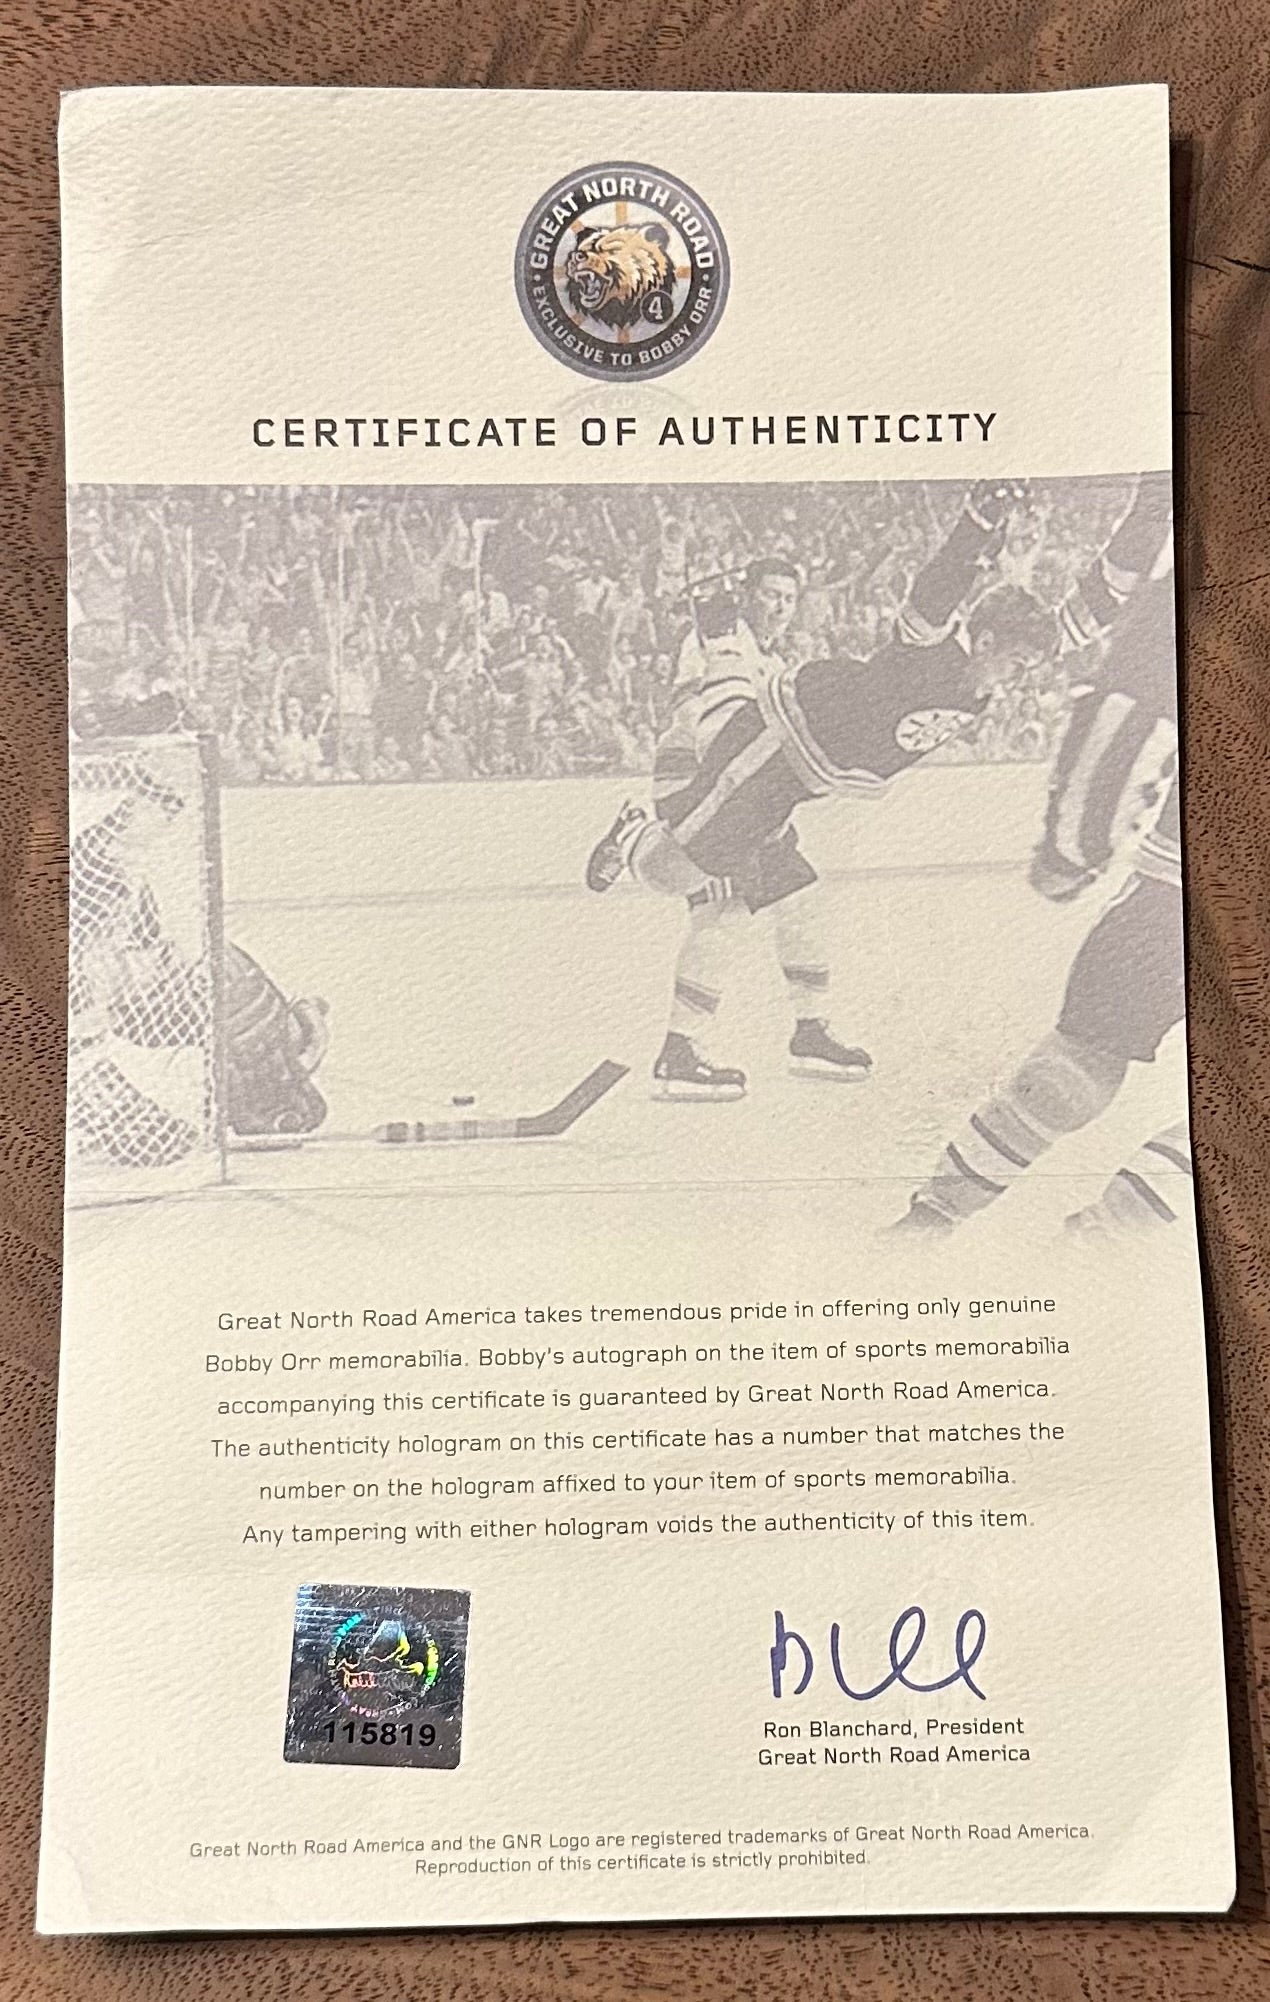 GREAT NORTH ROAD
EXCLUSIVE TO BOBBY ORR
4
CERTIFICATE OF AUTHENTICITY
Great North Road America takes tremendous pride in offering only genuine
Bobby Orr memorabilia. Bobby's autograph on the item of sports memorabilia
accompanying this certificate is guaranteed by Great North Road America.
The authenticity hologram on this certificate has a number that matches the
number on the hologram affixed to your item of sports memorabilia.
Any tampering with either hologram voids the authenticity of this item.
115819
Ron Blanchard, President
Great North Road America
Great North Road America and the GNR Logo are registered trademarks of Great North Road America.
Reproduction of this certificate is strictly prohibited.